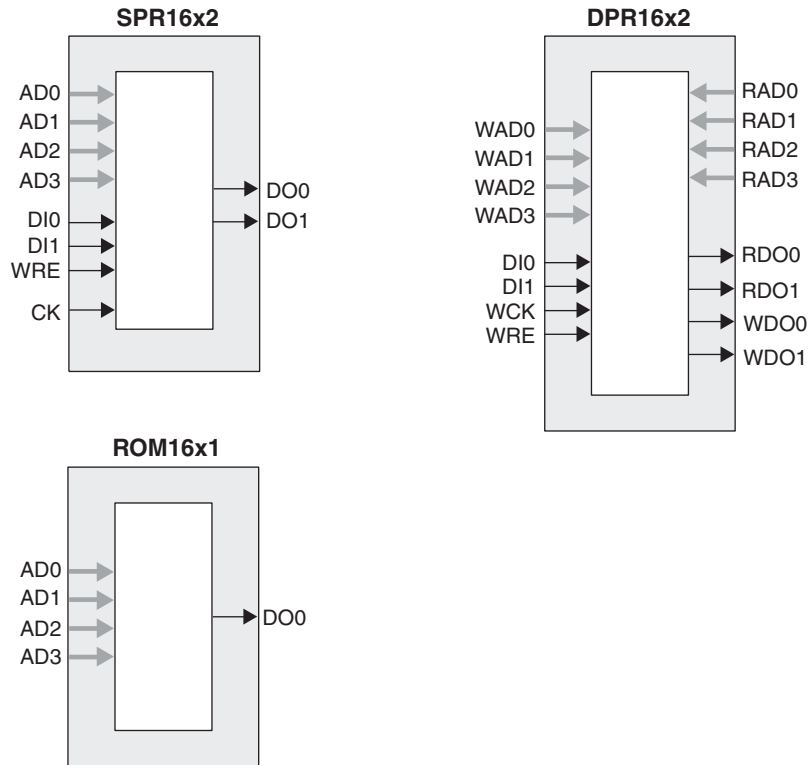 SPR16x2
AD0
AD1
AD2
AD3
DI0
DI1
WRE
CK
DO0
DO1
DPR16x2
WAD0
WAD1
WAD2
WAD3
DI0
DI1
WCK
WRE
RAD0
RAD1
RAD2
RAD3
RDO0
RDO1
WDO0
WDO1
ROM16x1
AD0
AD1
AD2
AD3
DO0